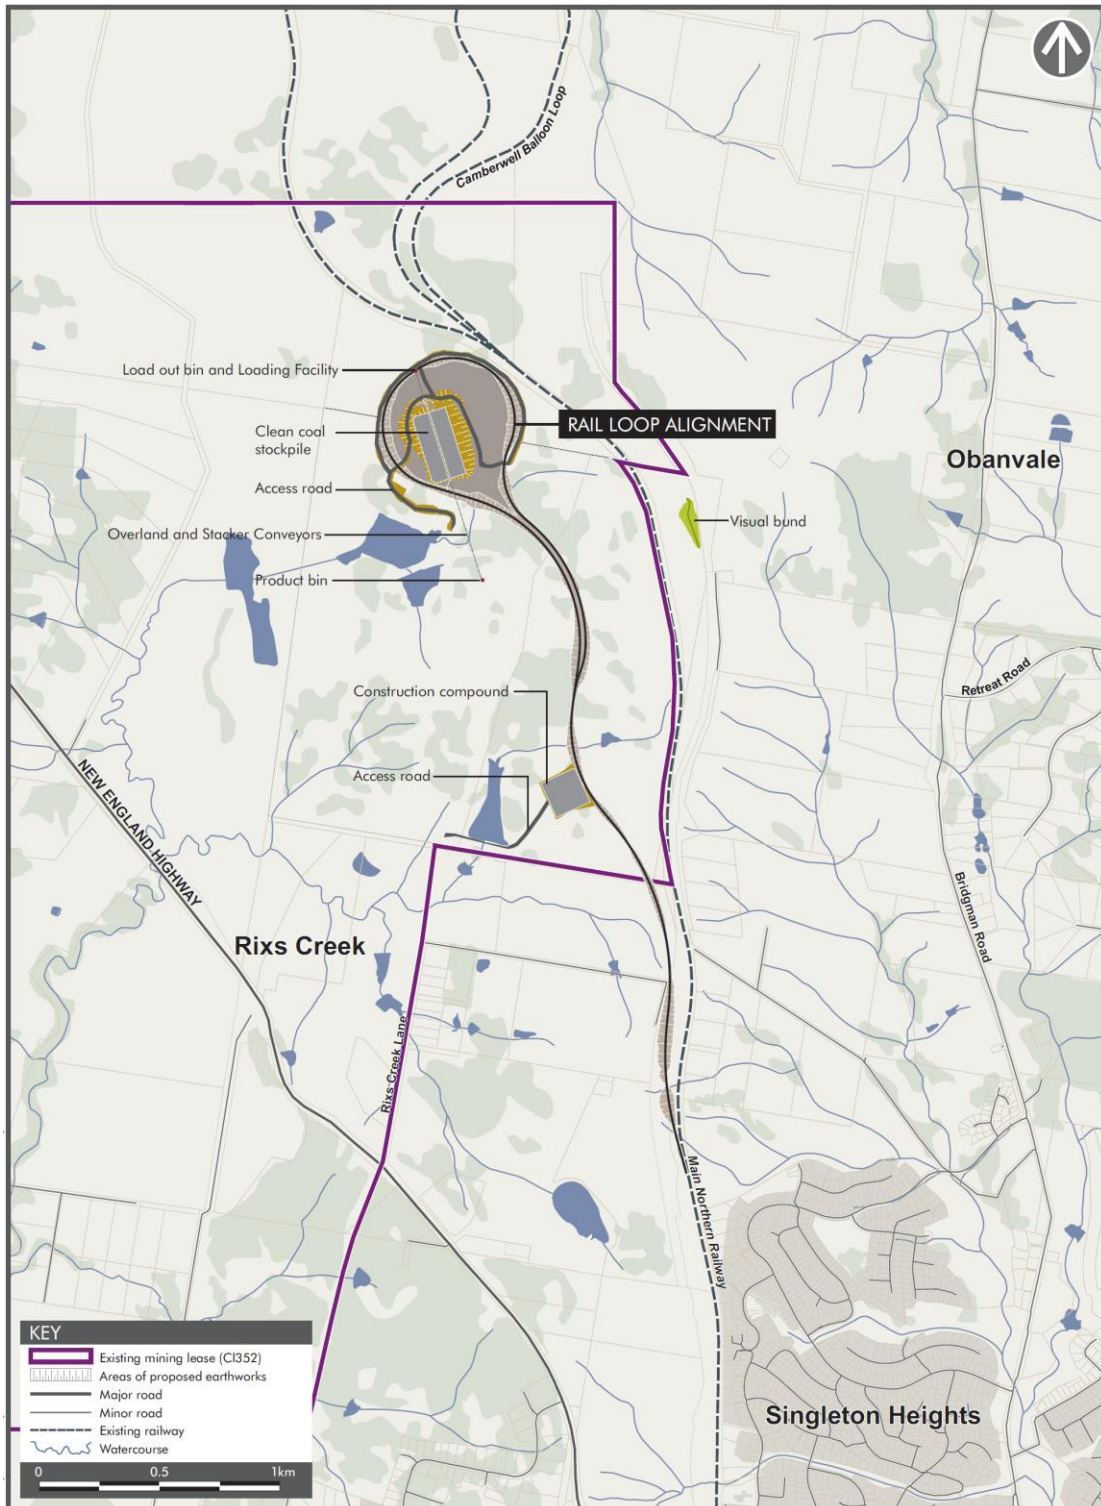 Camberwell Balloon Loop
Load out bin and Loading Facility
RAIL LOOP ALIGNMENT
Clean coal
stockpile
Obanvale
Access road
Visual bund
Overland and Stacker Conveyors
Product bin
Retreat Road
Construction compound
NEW ENGLAND HIGHWAY
Access road
Bridgman Road
Rixs Creek
Rixs Creek Lane
Main Northern Railway
KEY
Existing mining lease (Cl352)
Areas of proposed earthworks
Major road
Minor road
Existing railway
Watercourse
0 0.5 1km
Singleton Heights